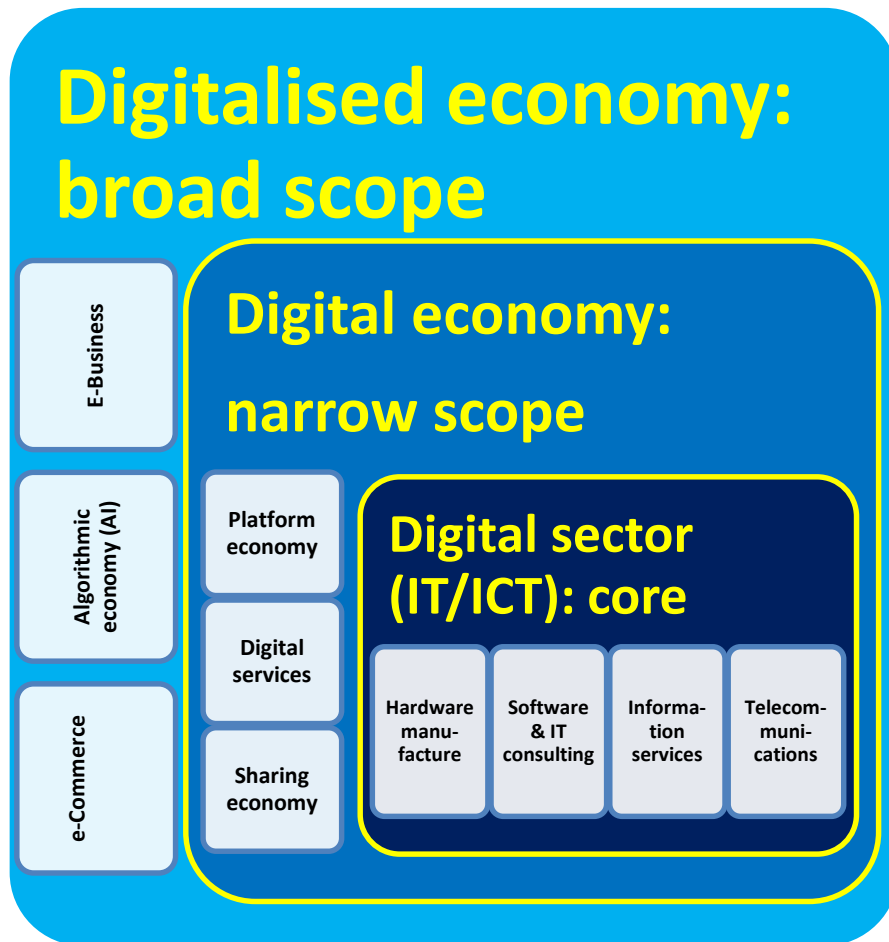 Digitalised economy:
broad scope
E-Business
Algorithmic
economy (AI)
e-Commerce
Digital economy:
narrow scope
Platform
economy
Digital
services
Sharing
economy
Digital sector
(IT/ICT): core
Hardware
manu-
facture
Software
& IT
consulting
Informa-
tion
services
Telecom-
muni-
cations